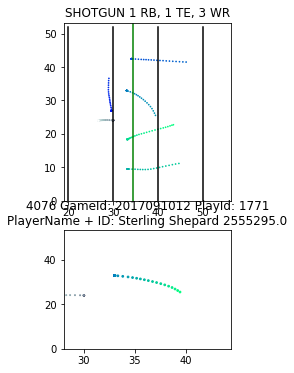 SHOTGUN 1 RB, 1 TE, 3 WR
50
40
30
20
10
0
20 30 40 50
4076 GameId: 2017091012 PlayId: 1771
PlayerName + ID: Sterling Shepard 2555295.0
40
20
0
30 35 40